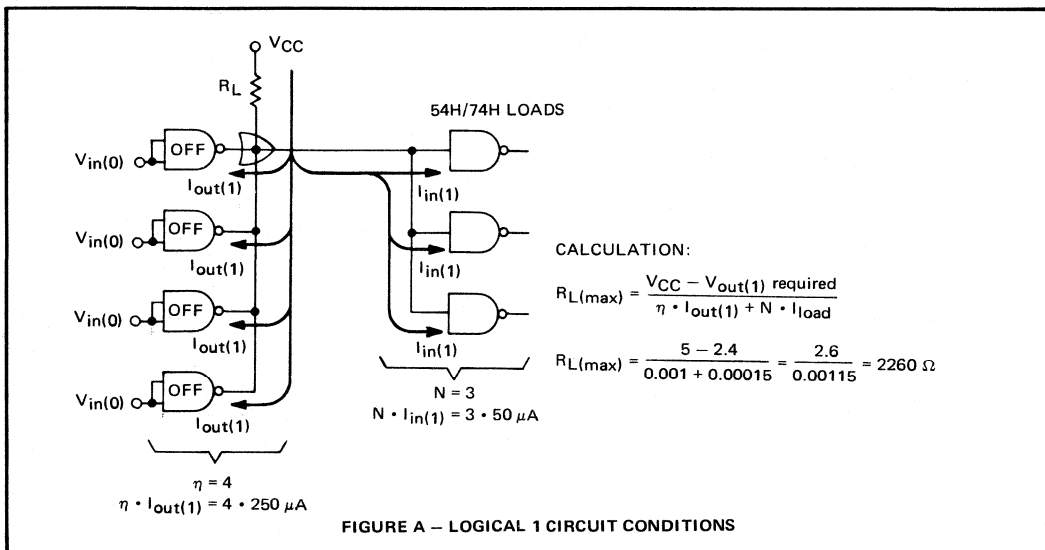 VCC
RL
54H/74H LOADS
Vin(0)
OFF
Iout(1)
Iin(1)
Vin(0)
OFF
Iout(1)
Iin(1)
Vin(0)
OFF
Iout(1)
Iin(1)
Vin(0)
OFF
Iout(1)
CALCULATION:
RL(max) = VCC – Vout(1) required / η • Iout(1) + N • Iload
RL(max) = 5 – 2.4 / 0.001 + 0.00015 = 2.6 / 0.00115 = 2260 Ω
N = 3
N • Iin(1) = 3 • 50 μA
η = 4
η • Iout(1) = 4 • 250 μA
FIGURE A – LOGICAL 1 CIRCUIT CONDITIONS